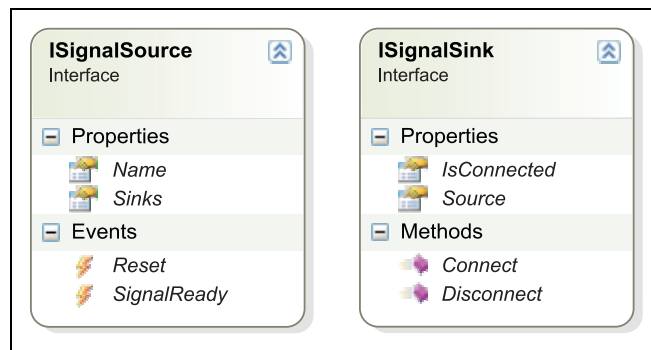 ISignalSource
Interface
Properties
Name
Sinks
Events
Reset
SignalReady
ISignalSink
Interface
Properties
IsConnected
Source
Methods
Connect
Disconnect